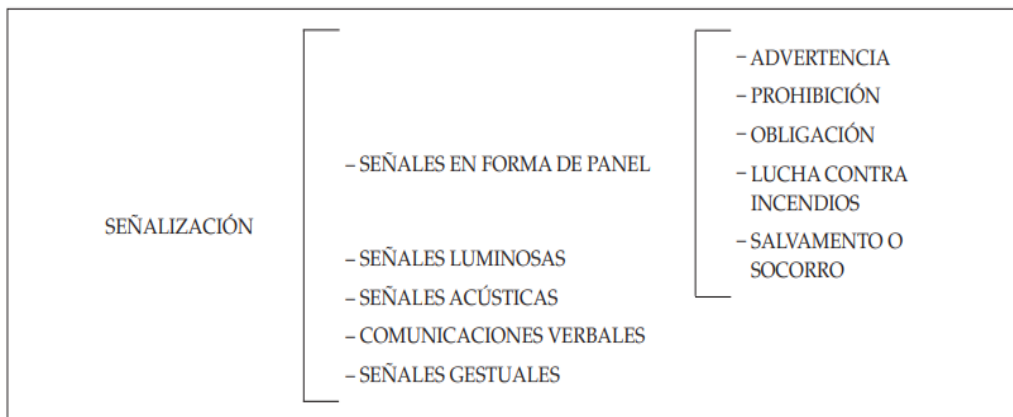 SEÑALIZACIÓN
– SEÑALES EN FORMA DE PANEL
– ADVERTENCIA
– PROHIBICIÓN
– OBLIGACIÓN
– LUCHA CONTRA
INCENDIOS
– SALVAMENTO O
SOCORRO
– SEÑALES LUMINOSAS
– SEÑALES ACÚSTICAS
– COMUNICACIONES VERBALES
– SEÑALES GESTUALES